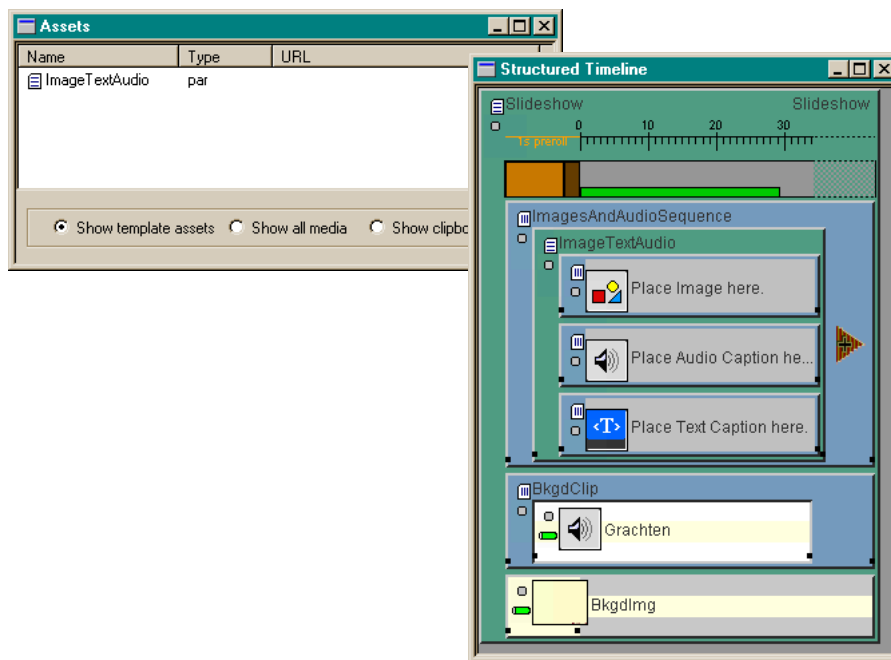 Assets
Name Type URL
ImageTextAudio par
Show template assets Show all media Show clipbo
Structured Timeline
Slideshow Slideshow
0 10 20 30
1s preroll
ImagesAndAudioSequence
ImageTextAudio
Place Image here.
Place Audio Caption he...
<T> Place Text Caption here.
BkgdClip
Grachten
BkgdImg